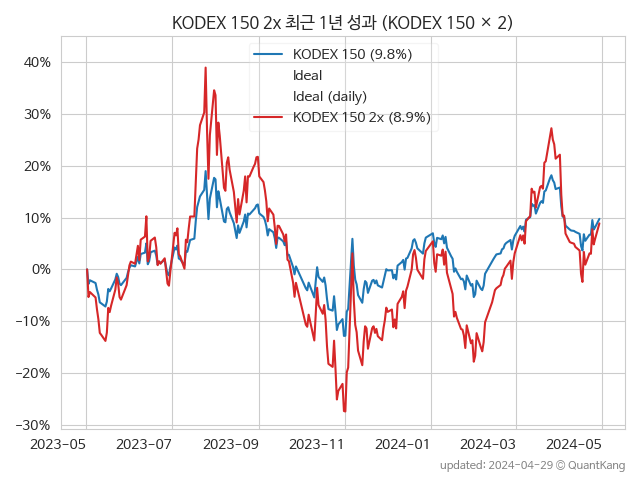 KODEX 150 2x 최근 1년 성과 (KODEX 150 × 2)
KODEX 150 (9.8%)
Ideal
Ideal (daily)
KODEX 150 2x (8.9%)
40%
30%
20%
10%
0%
−10%
−20%
−30%
2023-05 2023-07 2023-09 2023-11 2024-01 2024-03 2024-05
updated: 2024-04-29 © QuantKang